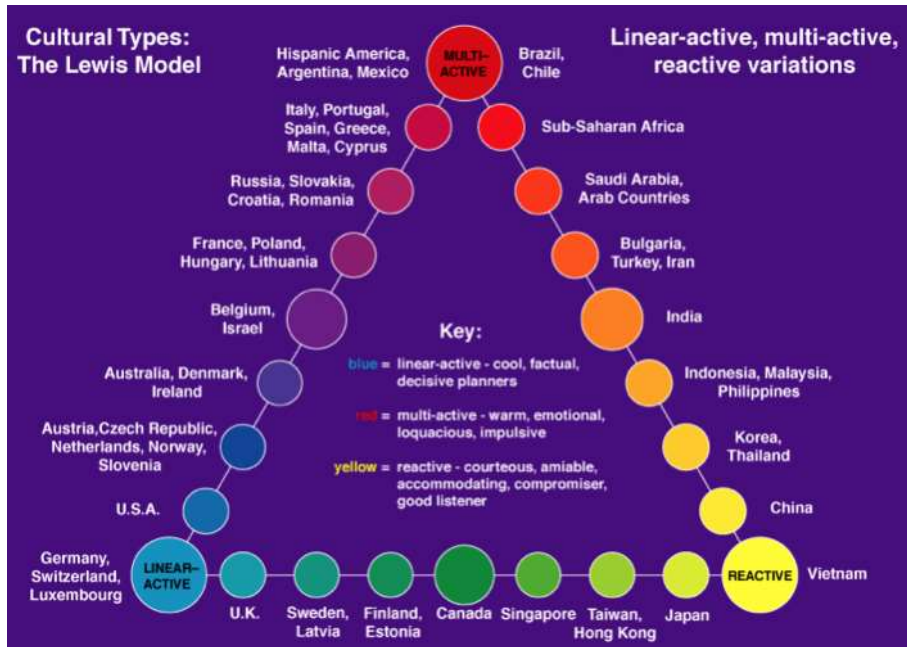 Cultural Types:
The Lewis Model
Linear-active, multi-active,
reactive variations
Hispanic America,
Argentina, Mexico
MULTI-
ACTIVE
Brazil,
Chile
Italy, Portugal,
Spain, Greece,
Malta, Cyprus
Sub-Saharan Africa
Russia, Slovakia,
Croatia, Romania
Saudi Arabia,
Arab Countries
France, Poland,
Hungary, Lithuania
Bulgaria,
Turkey, Iran
Belgium,
Israel
India
Key:
blue = linear-active - cool, factual,
decisive planners
red = multi-active - warm, emotional,
loquacious, impulsive
yellow = reactive - courteous, amiable,
accommodating, compromiser,
good listener
Australia, Denmark,
Ireland
Indonesia, Malaysia,
Philippines
Austria,Czech Republic,
Netherlands, Norway,
Slovenia
Korea,
Thailand
U.S.A.
China
Germany,
Switzerland,
Luxembourg
LINEAR-
ACTIVE
REACTIVE
Vietnam
U.K.
Sweden,
Latvia
Finland,
Estonia
Canada
Singapore
Taiwan,
Hong Kong
Japan